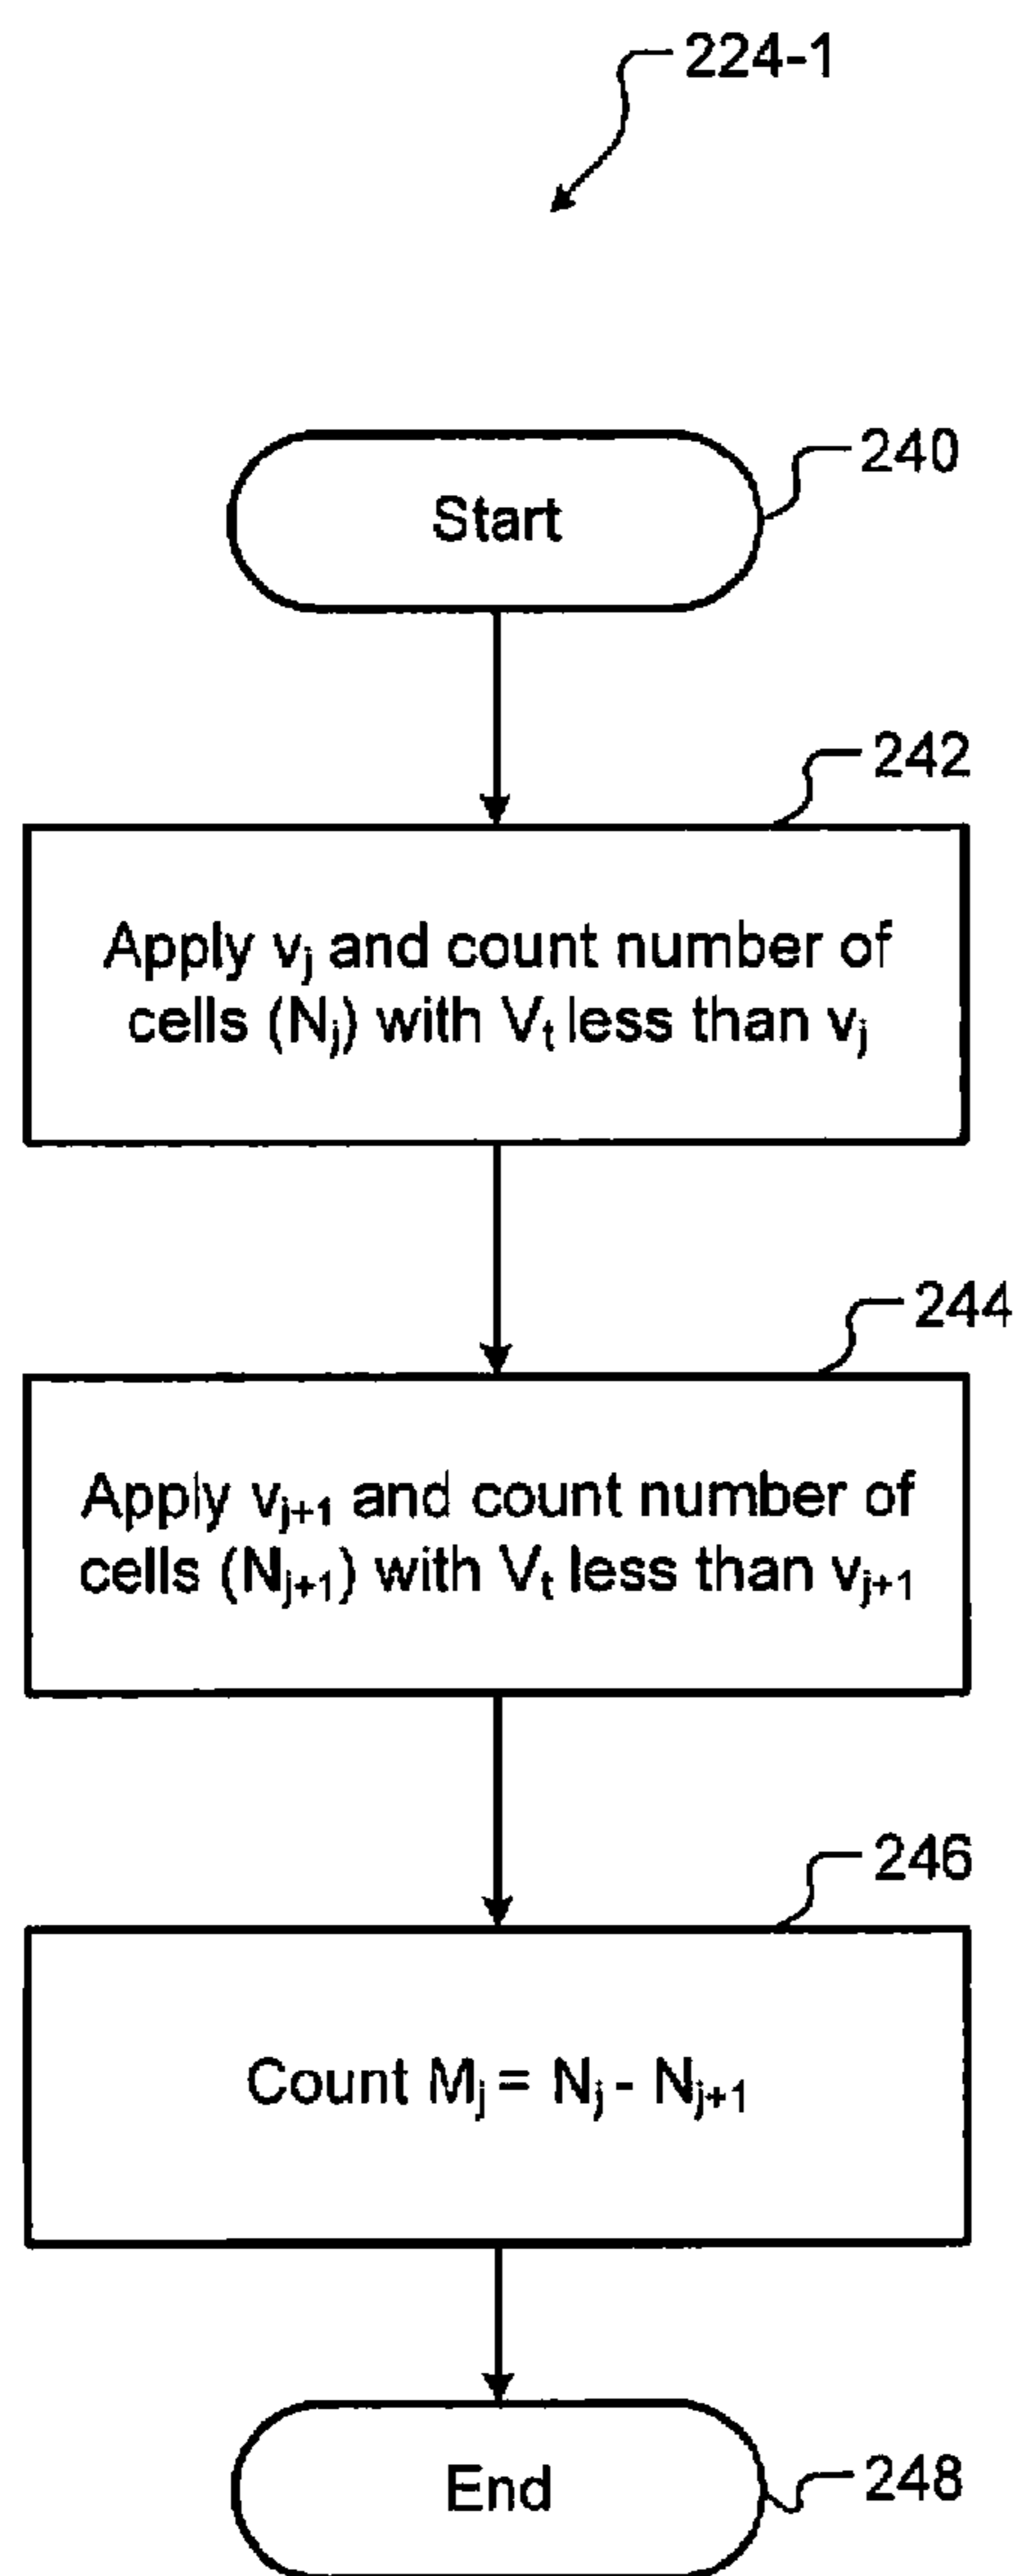 224-1
Start
240
242
Apply vj and count number of
cells (Nj) with Vt less than vj
244
Apply vj+1 and count number of
cells (Nj+1) with Vt less than vj+1
246
Count Mj = Nj - Nj+1
End
248